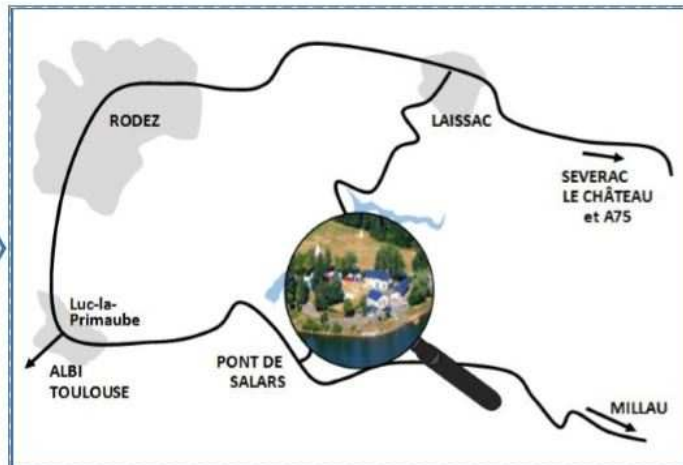 RODEZ
LAISSAC
SEVERAC
LE CHÂTEAU
et A75
Luc-la-
Primaube
ALBI
TOULOUSE
PONT DE
SALARS
MILLAU